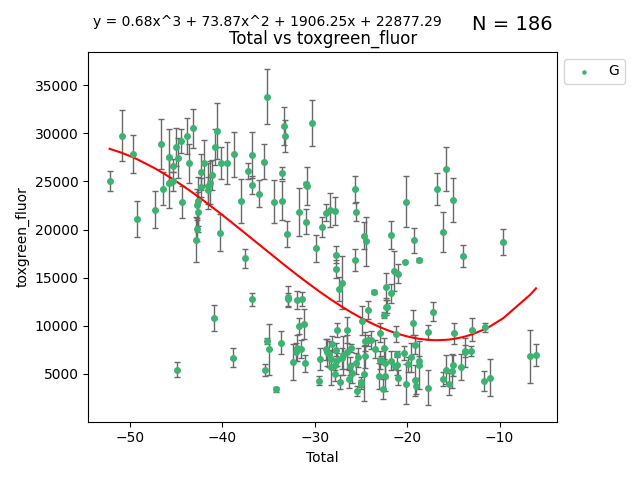 y = 0.68x^3 + 73.87x^2 + 1906.25x + 22877.29
N = 186
Total vs toxgreen_fluor
G
35000
30000
25000
20000
15000
10000
5000
toxgreen_fluor
−50
−40
−30
−20
−10
Total